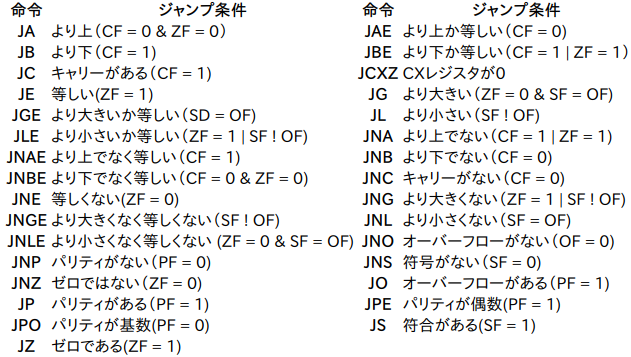 命令 ジャンプ条件 命令 ジャンプ条件
JA より上（CF = 0 & ZF = 0） JAE より上か等しい（CF = 0)
JB より下（CF = 1) JBE より下か等しい（CF = 1 | ZF = 1）
JC キャリーがある（CF = 1) JCXZ CXレジスタが0
JE 等しい(ZF = 1) JG より大きい（ZF = 0 & SF = OF)
JGE より大きいか等しい（SD = OF) JL より小さい（SF ! OF)
JLE より小さいか等しい（ZF = 1 | SF ! OF) JNA より上でない（CF = 1 | ZF = 1)
JNAE より上でなく等しい（CF = 1) JNB より下でない（CF = 0)
JNBE より下でなく等しい（CF = 0 & ZF = 0) JNC キャリーがない（CF = 0)
JNE 等しくない(ZF = 0) JNG より大きくない（ZF = 1 | SF ! OF)
JNGE より大きくなく等しくない（SF ! OF) JNL より小さくない（SF = OF)
JNLE より小さくなく等しくない (ZF = 0 & SF = OF) JNO オーバーフローがない（OF = 0)
JNP パリティがない（PF = 0) JNS 符号がない（SF = 0)
JNZ ゼロではない（ZF = 0) JO オーバーフローがある（PF = 1)
JP パリティがある（PF = 1) JPE パリティが偶数(PF = 1)
JPO パリティが基数(PF = 0) JS 符合がある(SF = 1)
JZ ゼロである(ZF = 1)